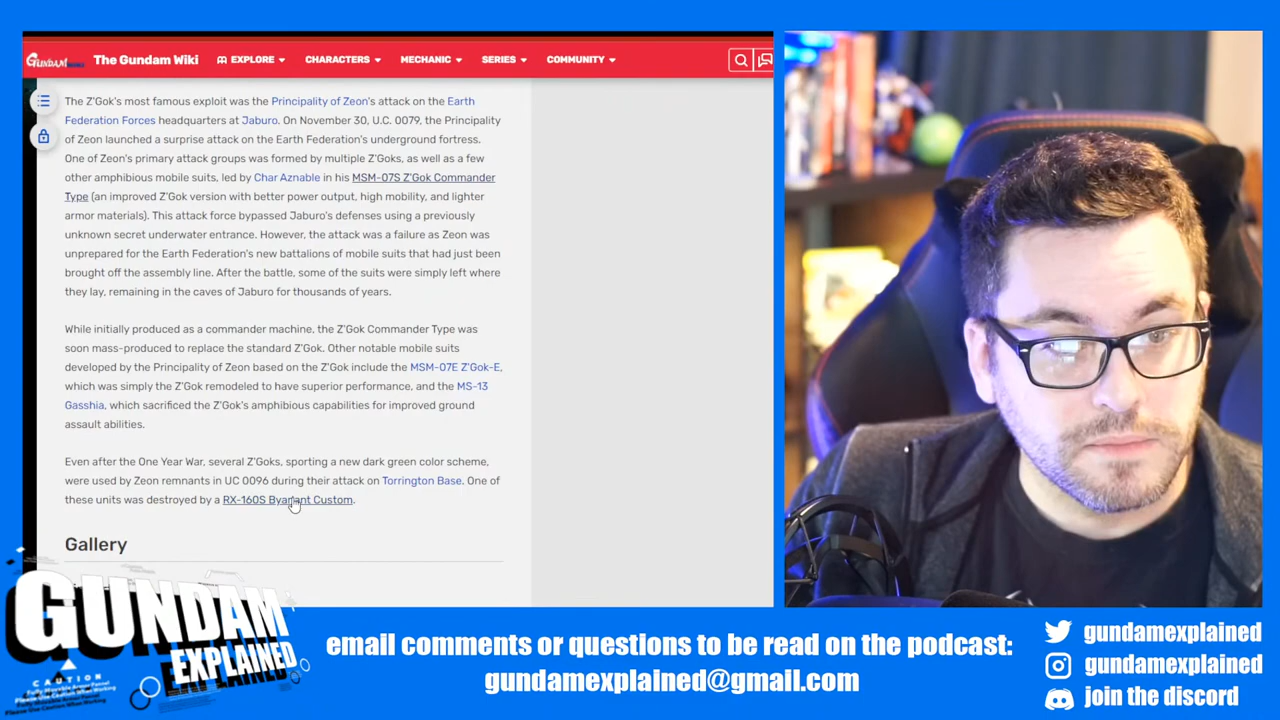 GUNDAM The Gundam Wiki EXPLORE CHARACTERS MECHANIC SERIES COMMUNITY
The Z'Gok's most famous exploit was the Principality of Zeon's attack on the Earth
Federation Forces headquarters at Jaburo. On November 30, U.C. 0079, the Principality
of Zeon launched a surprise attack on the Earth Federation's underground fortress.
One of Zeon's primary attack groups was formed by multiple Z'Goks, as well as a few
other amphibious mobile suits, led by Char Aznable in his MSM-07S Z'Gok Commander
Type (an improved Z'Gok version with better power output, high mobility, and lighter
armor materials). This attack force bypassed Jaburo's defenses using a previously
unknown secret underwater entrance. However, the attack was a failure as Zeon was
unprepared for the Earth Federation's new battalions of mobile suits that had just been
brought off the assembly line. After the battle, some of the suits were simply left where
they lay, remaining in the caves of Jaburo for thousands of years.
While initially produced as a commander machine, the Z'Gok Commander Type was
soon mass-produced to replace the standard Z'Gok. Other notable mobile suits
developed by the Principality of Zeon based on the Z'Gok include the MSM-07E Z'Gok-E,
which was simply the Z'Gok remodeled to have superior performance, and the MS-13
Gasshia, which sacrificed the Z'Gok's amphibious capabilities for improved ground
assault abilities.
Even after the One Year War, several Z'Goks, sporting a new dark green color scheme,
were used by Zeon remnants in UC 0096 during their attack on Torrington Base. One of
these units was destroyed by a RX-160S Byarlant Custom.
Gallery
GUNDAM
EXPLAINED
CAUTION
email comments or questions to be read on the podcast:
gundamexplained@gmail.com
gundamexplained
gundamexplained
join the discord